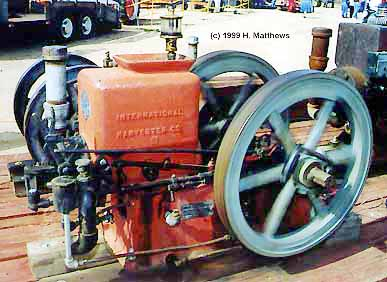 (c) 1999 H. Matthews
INTERNATIONAL
HARVESTER CO.